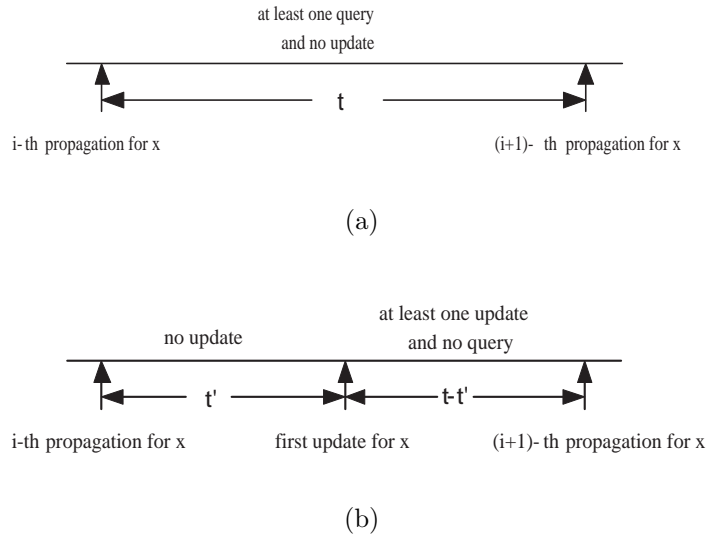 at least one query
and no update
t
i-th propagation for x
(i+1)- th propagation for x
(a)
no update
at least one update
and no query
t'
t-t'
i-th propagation for x
first update for x
(i+1)- th propagation for x
(b)